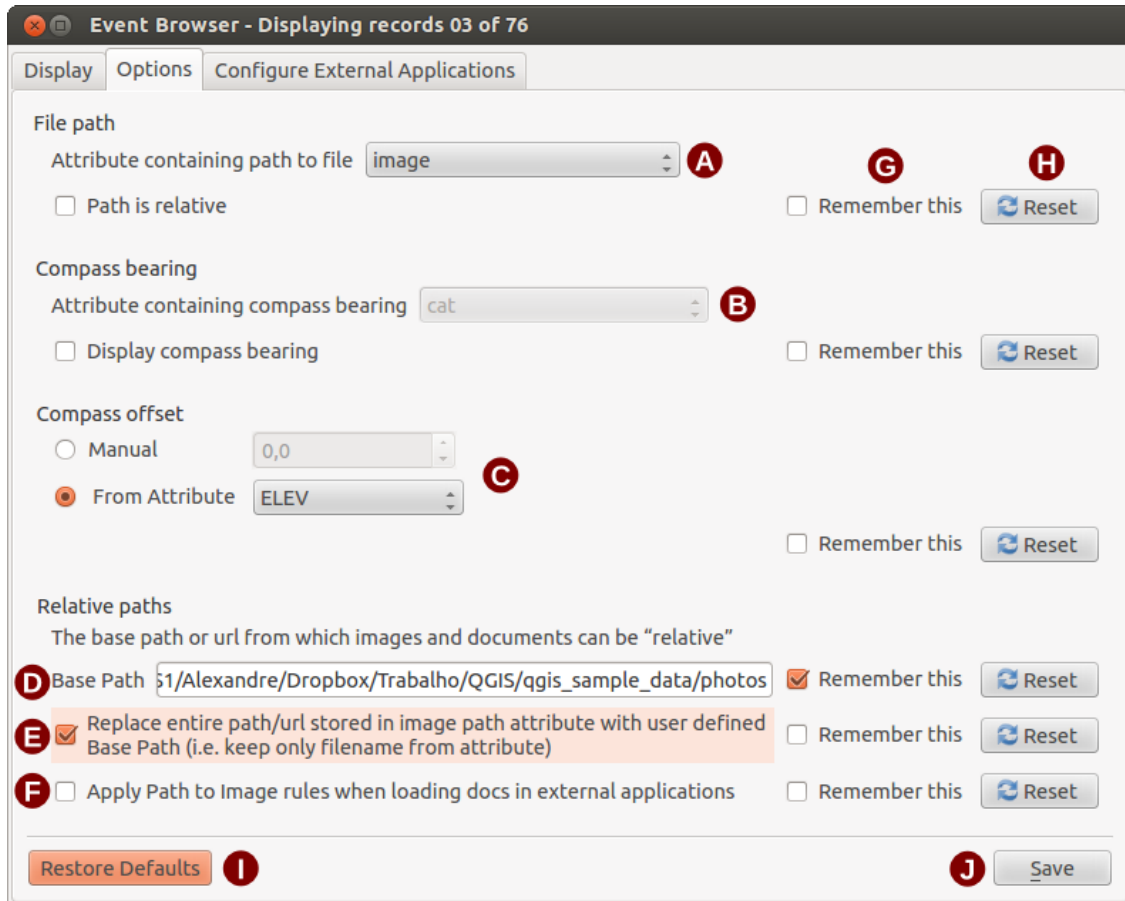 Event Browser - Displaying records 03 of 76
Display Options Configure External Applications
File path
Attribute containing path to file image A G H
Path is relative Remember this Reset
Compass bearing
Attribute containing compass bearing cat B
Display compass bearing Remember this Reset
Compass offset
Manual 0,0
C
From Attribute ELEV
Remember this Reset
Relative paths
The base path or url from which images and documents can be “relative”
D Base Path 51/Alexandre/Dropbox/Trabalho/QGIS/qgis_sample_data/photos Remember this Reset
E Replace entire path/url stored in image path attribute with user defined
Base Path (i.e. keep only filename from attribute) Remember this Reset
F Apply Path to Image rules when loading docs in external applications Remember this Reset
Restore Defaults I J Save